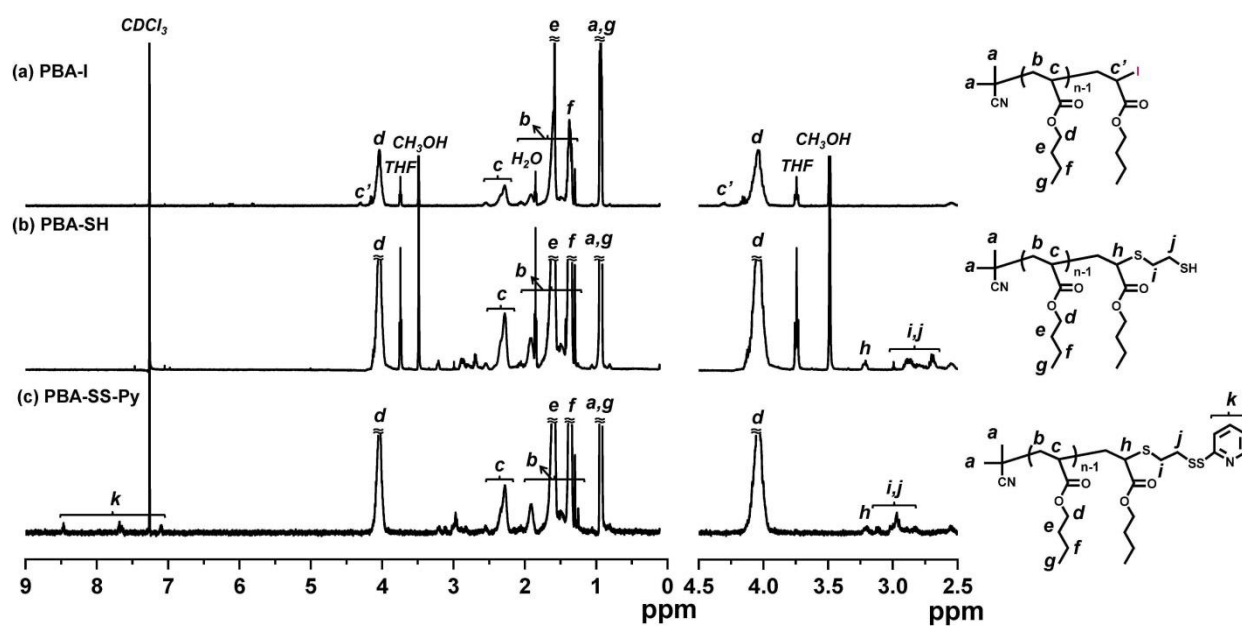 CDCl3
e
≈
a,g
≈
(a) PBA-I
b
f
d
CH3OH
THF
H2O
c
c'
d
CH3OH
THF
c'
a
a
b
c
c'
I
CN
n-1
O
O
O
O
d
e
f
g
(b) PBA-SH
d
≈
e
≈
f
≈
a,g
≈
b
c
d
≈
h
i,j
a
a
b
c
h
S
j
i
SH
CN
n-1
O
O
O
O
d
e
f
g
(c) PBA-SS-Py
k
d
≈
e
≈
f
≈
a,g
≈
b
c
d
≈
h
i,j
k
a
a
b
c
h
S
j
i
SS
N
CN
n-1
O
O
O
O
d
e
f
g
9 8 7 6 5 4 3 2 1 0
ppm
4.5 4.0 3.5 3.0 2.5
ppm